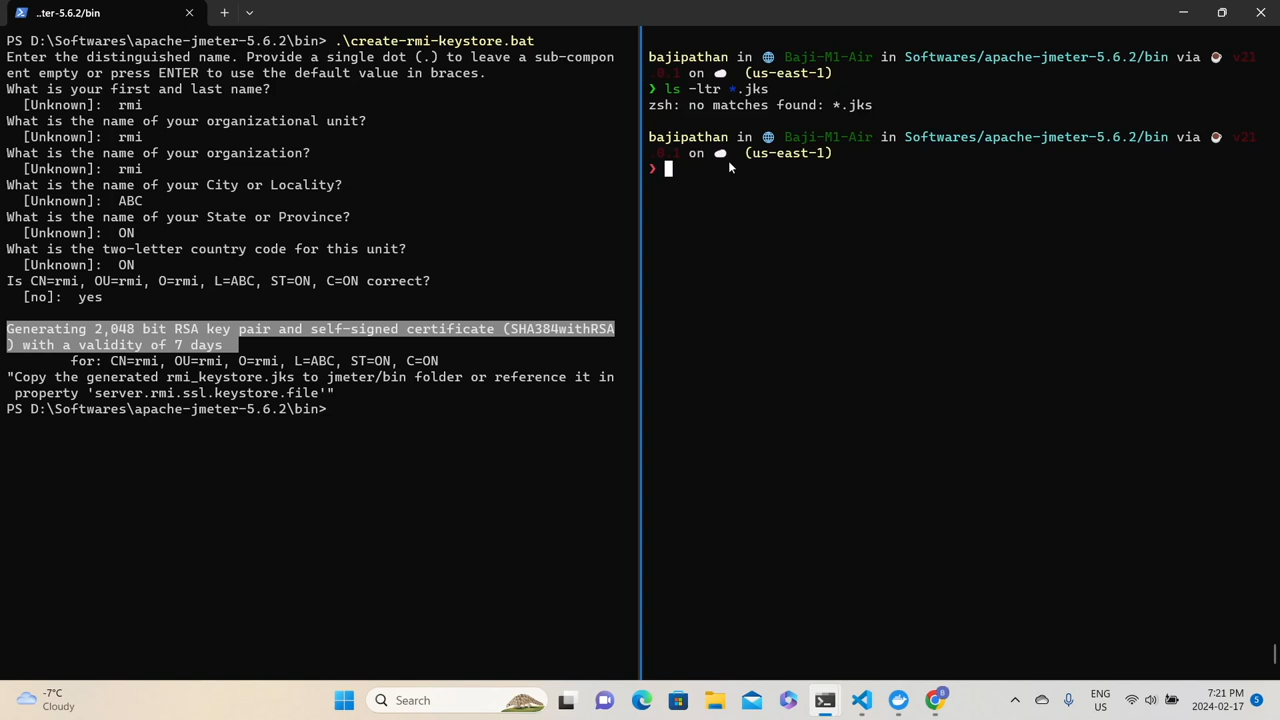 ..ter-5.6.2/bin
PS D:\Softwares\apache-jmeter-5.6.2\bin> .\create-rmi-keystore.bat
Enter the distinguished name. Provide a single dot (.) to leave a sub-compon
ent empty or press ENTER to use the default value in braces.
What is your first and last name?
[Unknown]: rmi
What is the name of your organizational unit?
[Unknown]: rmi
What is the name of your organization?
[Unknown]: rmi
What is the name of your City or Locality?
[Unknown]: ABC
What is the name of your State or Province?
[Unknown]: ON
What is the two-letter country code for this unit?
[Unknown]: ON
Is CN=rmi, OU=rmi, O=rmi, L=ABC, ST=ON, C=ON correct?
[no]: yes
Generating 2,048 bit RSA key pair and self-signed certificate (SHA384withRSA
) with a validity of 7 days
for: CN=rmi, OU=rmi, O=rmi, L=ABC, ST=ON, C=ON
"Copy the generated rmi_keystore.jks to jmeter/bin folder or reference it in
property 'server.rmi.ssl.keystore.file'"
PS D:\Softwares\apache-jmeter-5.6.2\bin>
bajipathan in Baji-M1-Air in Softwares/apache-jmeter-5.6.2/bin via v21
.0.1 on (us-east-1)
❯ ls -ltr *.jks
zsh: no matches found: *.jks
bajipathan in Baji-M1-Air in Softwares/apache-jmeter-5.6.2/bin via v21
.0.1 on (us-east-1)
❯
-7°C
Cloudy
Search
ENG
US
7:21 PM
2024-02-17
5